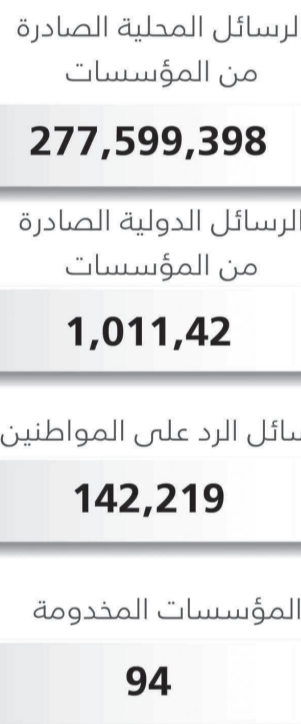 لرسائل المحلية الصادرة
من المؤسسات
277,599,398
الرسائل الدولية الصادرة
من المؤسسات
1,011,42
سائل الرد على المواطنين
142,219
المؤسسات المخدومة
94